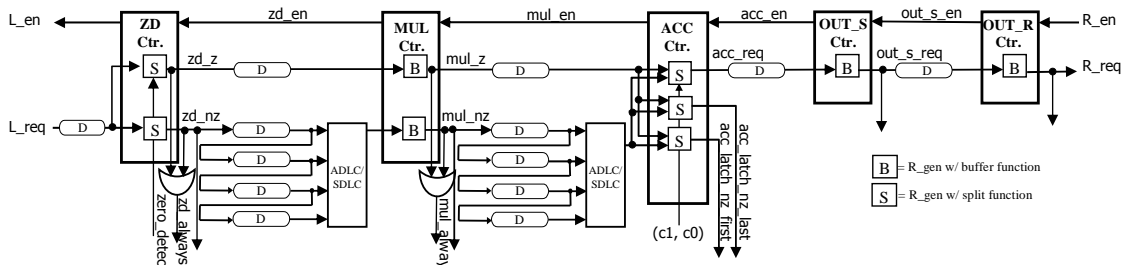 L_en
ZD
Ctr.
zd_en
MUL
Ctr.
mul_en
ACC
Ctr.
acc_en
OUT_S
Ctr.
out_s_en
OUT_R
Ctr.
R_en
S
zd_z
D
B
mul_z
D
S
acc_req
D
B
out_s_req
D
B
R_req
S
L_req
D
S
zd_nz
D
B
mul_nz
D
S
D
D
D
ADLC/
SDLC
D
D
D
ADLC/
SDLC
zero_detec
zd_always
mul_always
acc_latch_nz_first
acc_latch_nz_last
(c1, c0)
B = R_gen w/ buffer function
S = R_gen w/ split function